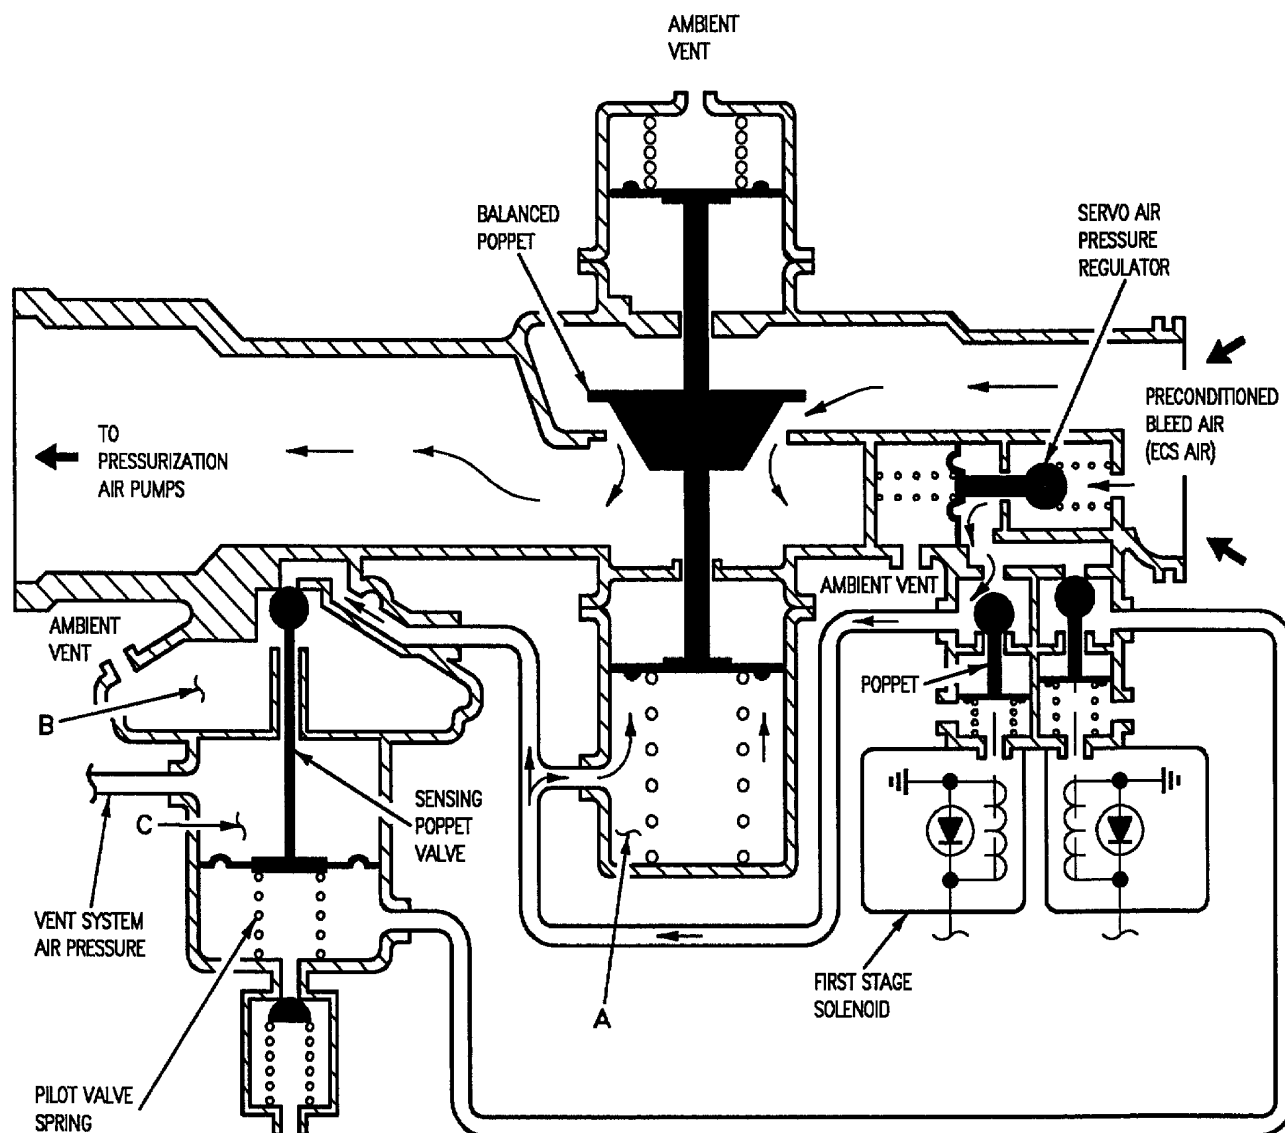 AMBIENT
VENT
BALANCED
POPPET
SERVO AIR
PRESSURE
REGULATOR
PRECONDITIONED
BLEED AIR
(ECS AIR)
TO
PRESSURIZATION
AIR PUMPS
AMBIENT VENT
AMBIENT
VENT
POPPET
B
SENSING
POPPET
VALVE
C
VENT SYSTEM
AIR PRESSURE
FIRST STAGE
SOLENOID
A
PILOT VALVE
SPRING